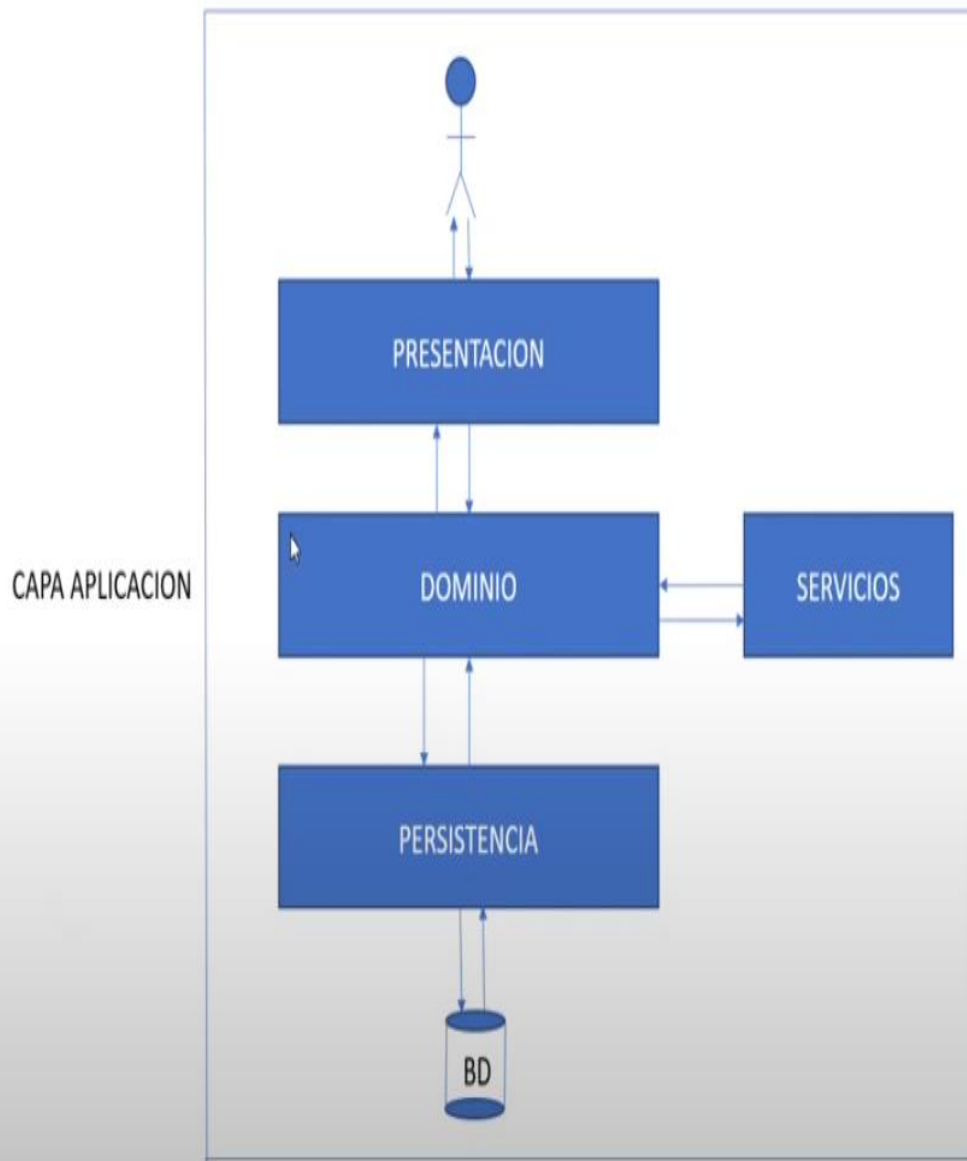 PRESENTACION
CAPA APLICACION
DOMINIO
SERVICIOS
PERSISTENCIA
BD